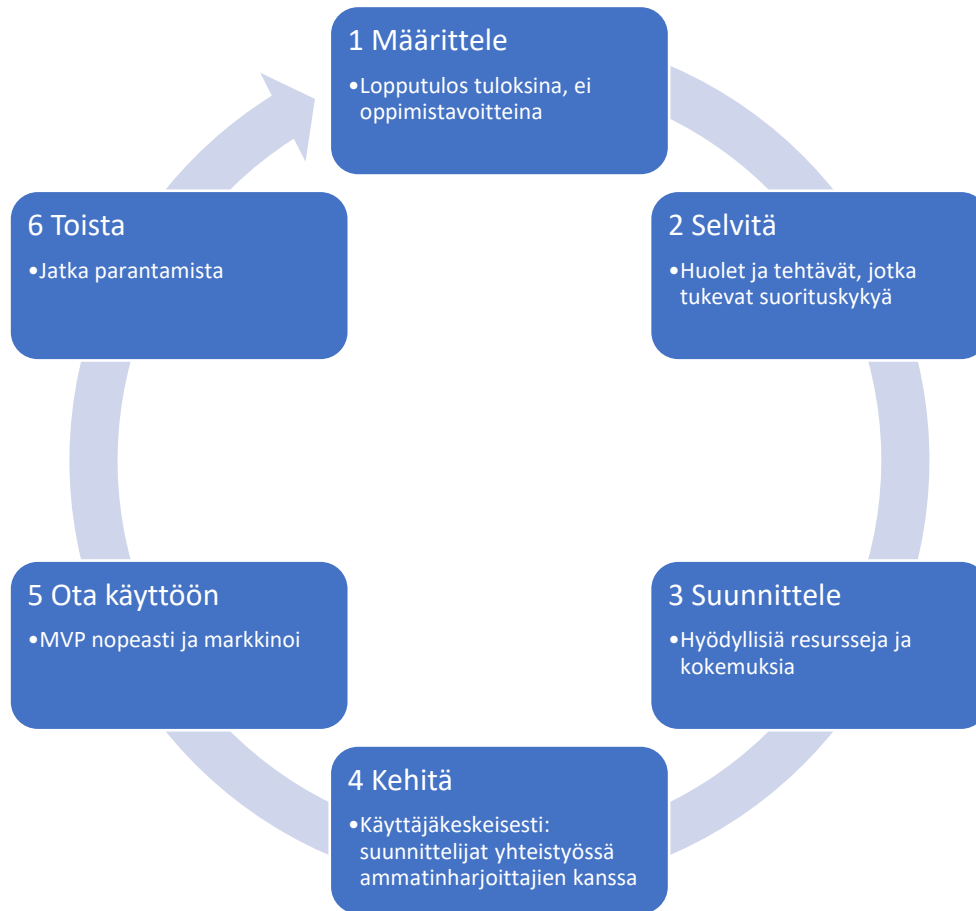 1 Määrittele
•Lopputulos tuloksina, ei
oppimistavoitteina
2 Selvitä
•Huolet ja tehtävät, jotka
tukevat suorituskykyä
3 Suunnittele
•Hyödyllisiä resursseja ja
kokemuksia
4 Kehitä
•Käyttäjäkeskeisesti:
suunnittelijat yhteistyössä
ammatinharjoittajien kanssa
5 Ota käyttöön
•MVP nopeasti ja markkinoi
6 Toista
•Jatka parantamista